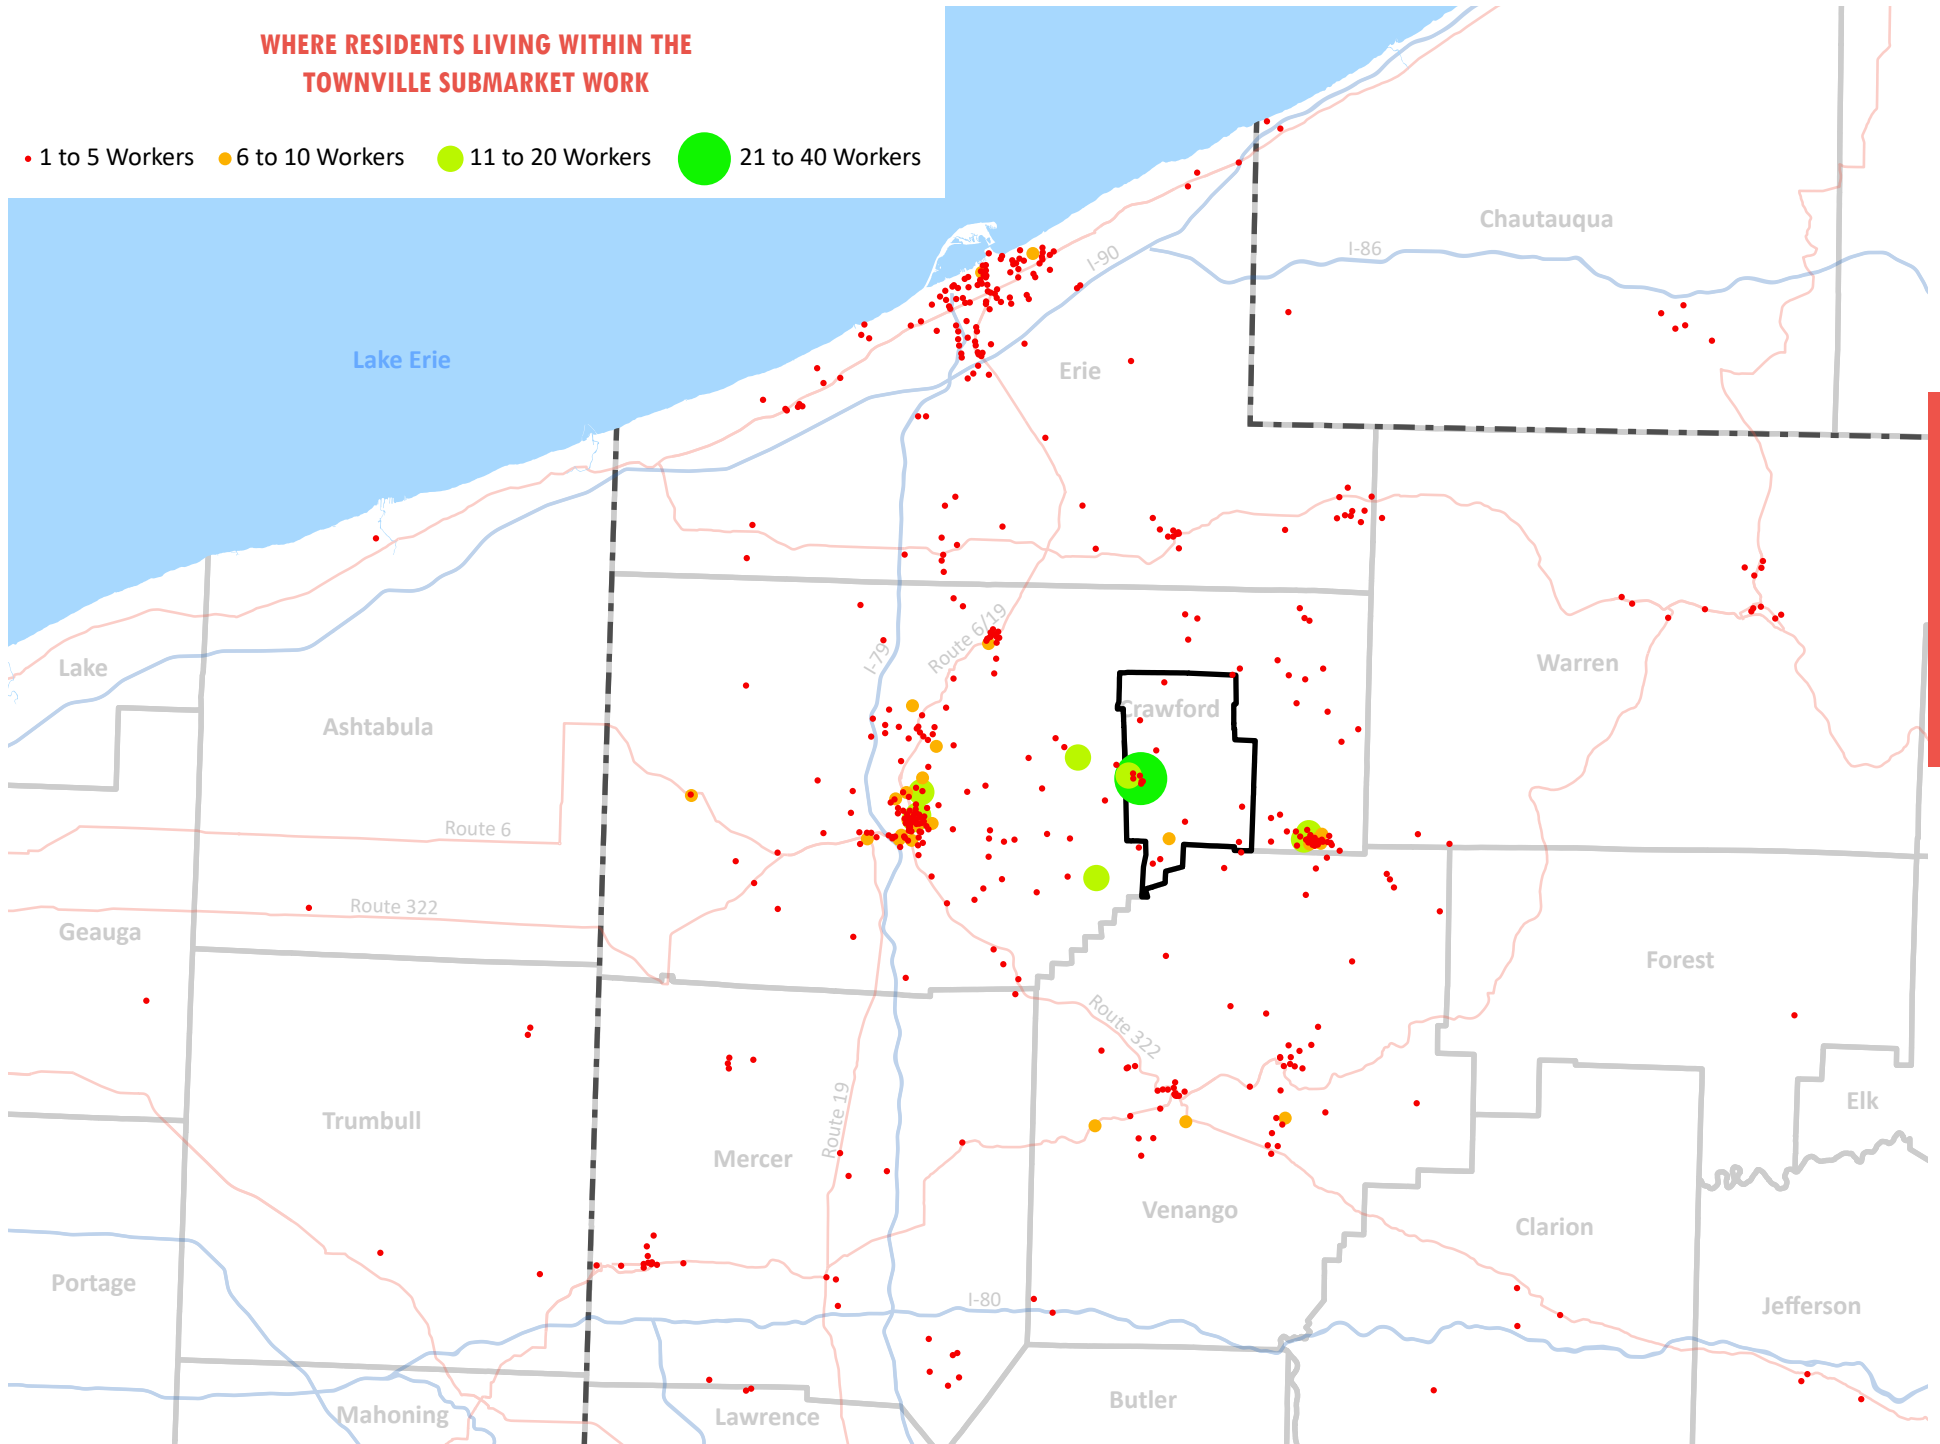 WHERE RESIDENTS LIVING WITHIN THE
TOWNVILLE SUBMARKET WORK
1 to 5 Workers
6 to 10 Workers
11 to 20 Workers
21 to 40 Workers
Chautauqua
I-86
I-90
Lake Erie
Erie
Route 6/19
I-79
Lake
Warren
Crawford
Ashtabula
Route 6
Route 322
Geauga
Forest
Route 322
Elk
Trumbull
Route 19
Mercer
Venango
Clarion
Portage
I-80
Jefferson
Butler
Mahoning
Lawrence